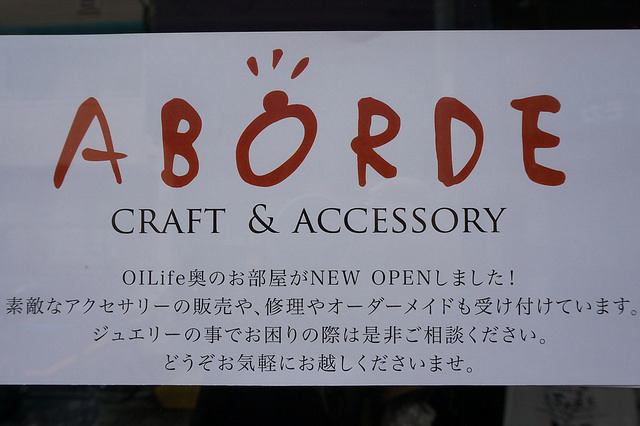 ABORDE
CRAFT & ACCESSORY
OILife奥のお部屋がNEW OPENしました!
素敵なアクセサリーの販売や、修理やオーダーメイドも受け付けています。
ジュエリーの事でお困りの際は是非ご相談ください。
どうぞお気軽にお越しくださいませ。